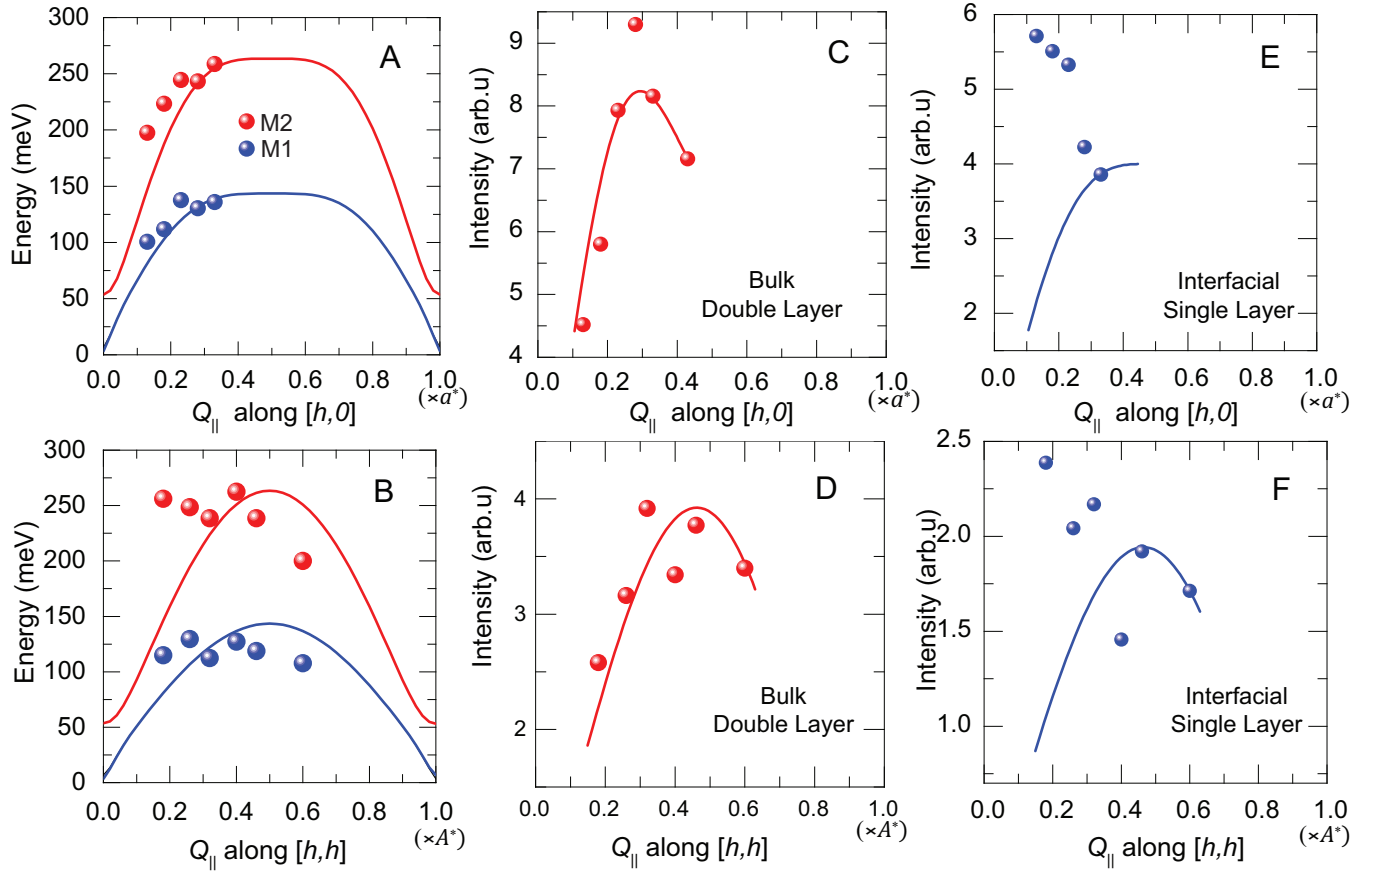 300
250
200
150
100
50
0
Energy (meV)
A
M2
M1
0.0 0.2 0.4 0.6 0.8 1.0
(×a*)
Q|| along [h,0]
9
8
7
6
5
4
Intensity (arb.u)
C
Bulk
Double Layer
0.0 0.2 0.4 0.6 0.8 1.0
(×a*)
Q|| along [h,0]
6
5
4
3
2
Intensity (arb.u)
E
Interfacial
Single Layer
0.0 0.2 0.4 0.6 0.8 1.0
(×a*)
Q|| along [h,0]
300
250
200
150
100
50
0
Energy (meV)
B
0.0 0.2 0.4 0.6 0.8 1.0
(×A*)
Q|| along [h,h]
4
3
2
Intensity (arb.u)
D
Bulk
Double Layer
0.0 0.2 0.4 0.6 0.8 1.0
(×A*)
Q|| along [h,h]
2.5
2.0
1.5
1.0
Intensity (arb.u)
F
Interfacial
Single Layer
0.0 0.2 0.4 0.6 0.8 1.0
(×A*)
Q|| along [h,h]